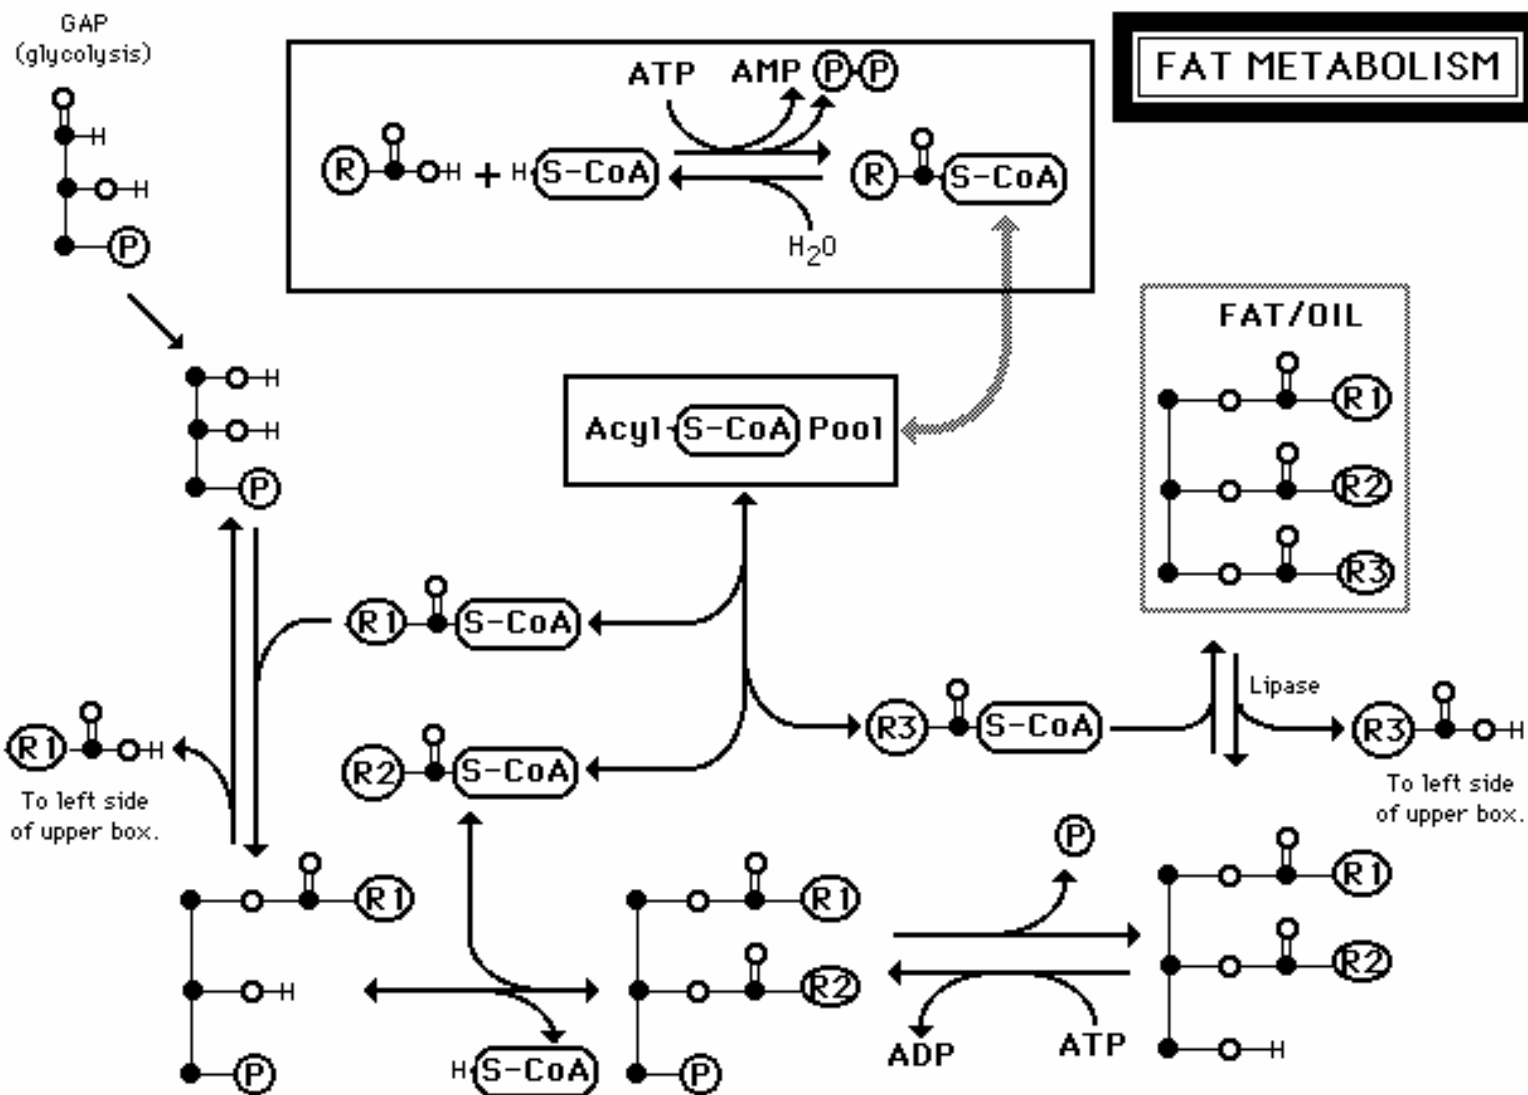 GAP
(glycolysis)
FAT METABOLISM
H
O-H
P
ATP
AMP P-P
R
H
+
H S-CoA
R
S-CoA
H2O
FAT/OIL
R1
R2
R3
H
H
P
Acyl S-CoA Pool
R1 S-CoA
R2 S-CoA
R3 S-CoA
Lipase
R1 H
To left side
of upper box.
R3 H
To left side
of upper box.
R1
H
P
H S-CoA
R1
R2
P
P
ADP
ATP
R1
R2
H